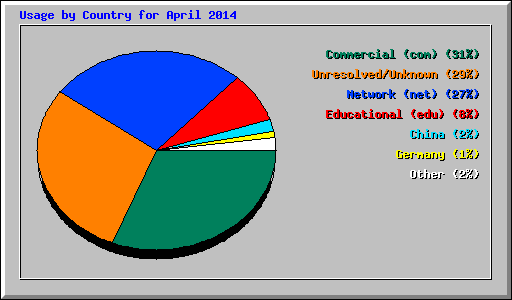 Usage by Country for April 2014
Commercial (com) (31%)
Unresolved/Unknown (29%)
Network (net) (27%)
Educational (edu) (8%)
China (2%)
Germany (1%)
Other (2%)